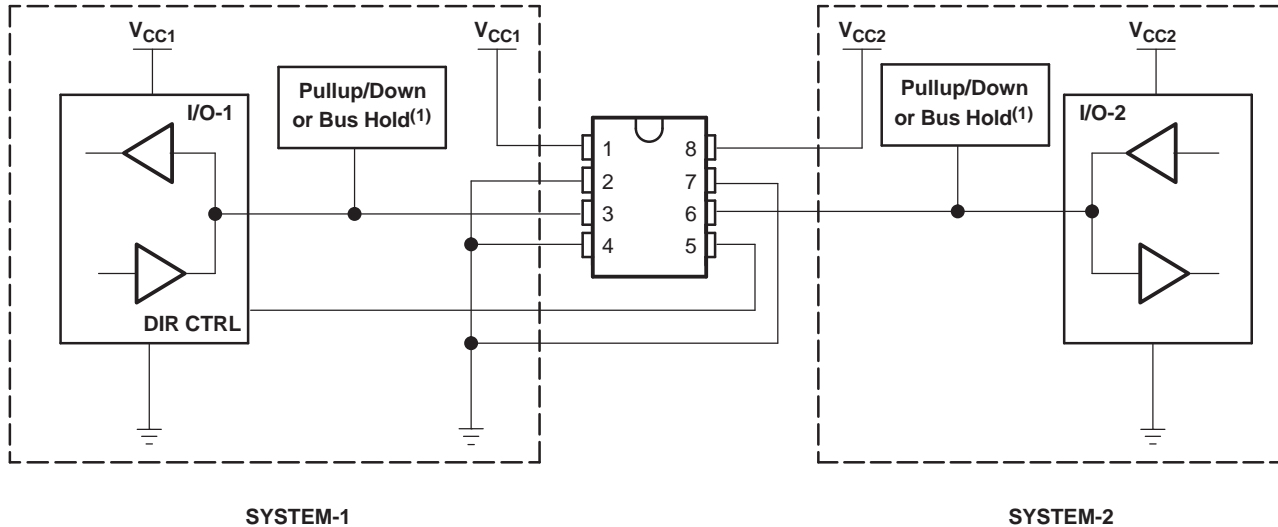 VCC1
VCC1
VCC2
VCC2
Pullup/Down
or Bus Hold(1)
Pullup/Down
or Bus Hold(1)
I/O-1
I/O-2
1
8
2
7
3
6
4
5
DIR CTRL
SYSTEM-1
SYSTEM-2